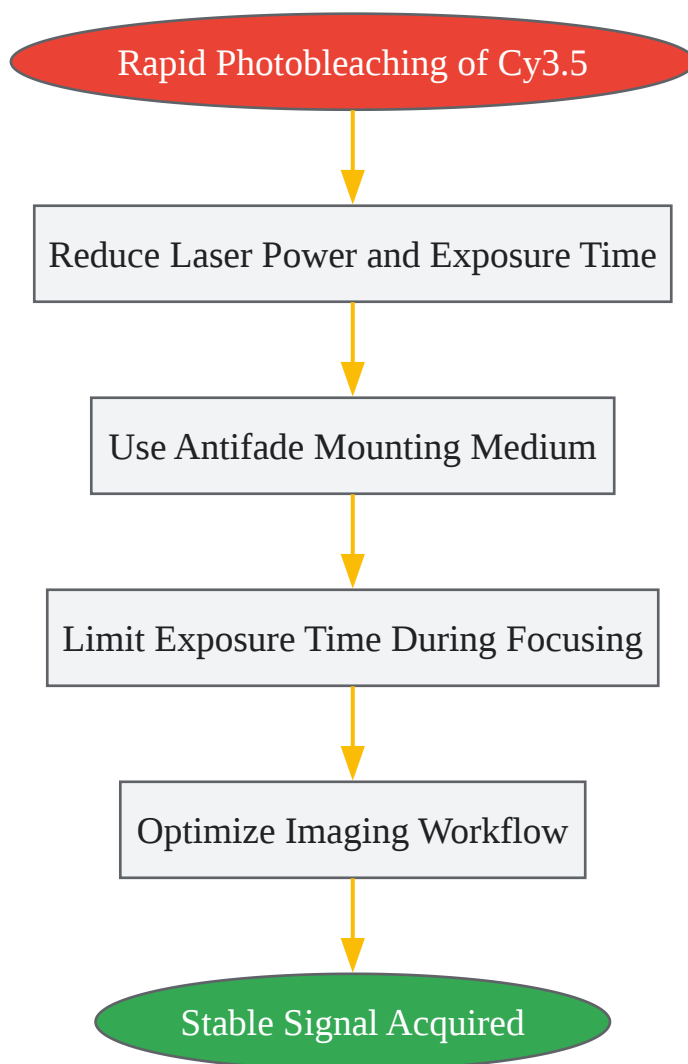 Rapid Photobleaching of Cy3.5
Reduce Laser Power and Exposure Time
Use Antifade Mounting Medium
Limit Exposure Time During Focusing
Optimize Imaging Workflow
Stable Signal Acquired